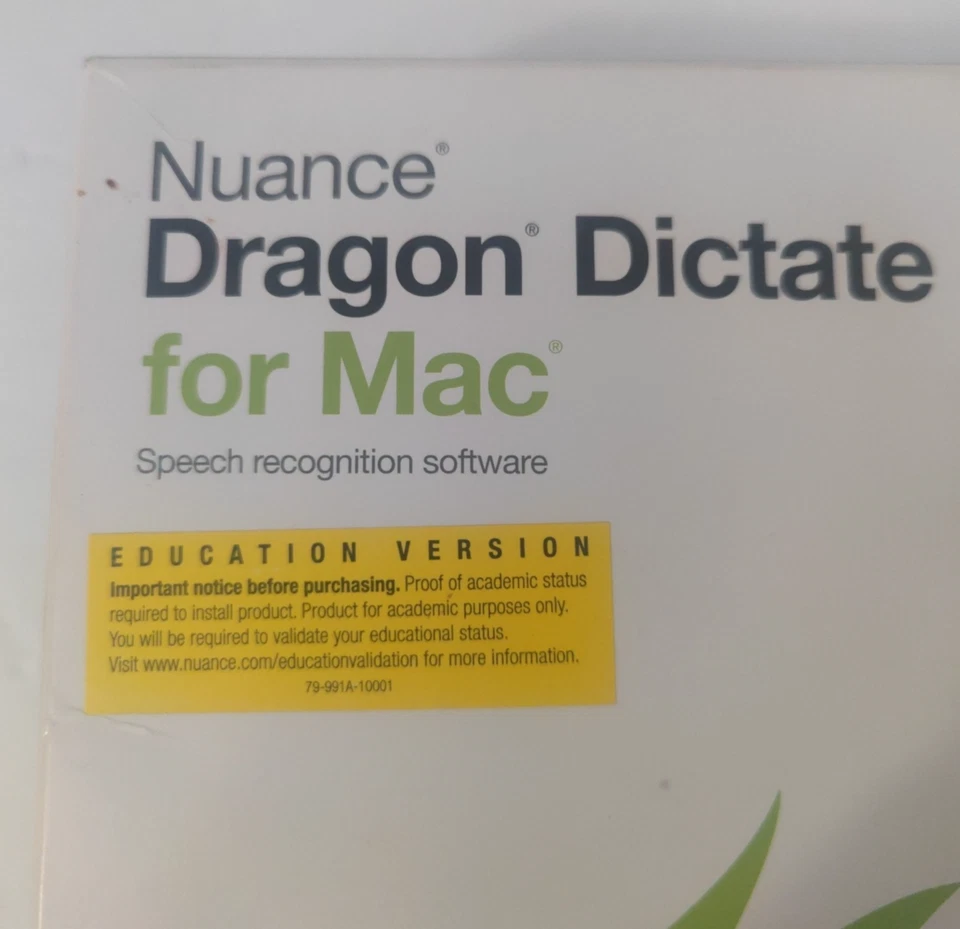 Nuance®
Dragon® Dictate
for Mac®
Speech recognition software
EDUCATION VERSION
Important notice before purchasing. Proof of academic status
required to install product. Product for academic purposes only.
You will be required to validate your educational status.
Visit www.nuance.com/educationvalidation for more information.
79-991A-10001